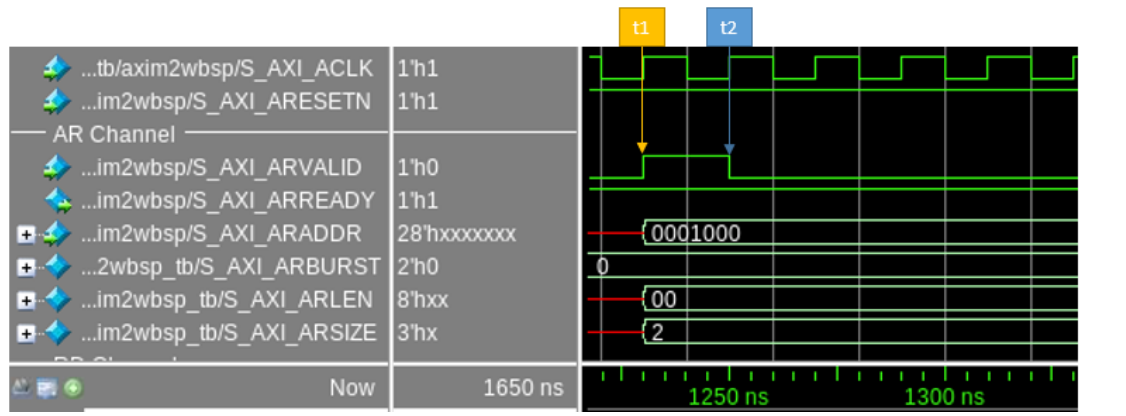 t1 t2
...tb/axim2wbsp/S_AXI_ACLK 1'h1
...im2wbsp/S_AXI_ARESETN 1'h1
AR Channel
...im2wbsp/S_AXI_ARVALID 1'h0
...im2wbsp/S_AXI_ARREADY 1'h1
...im2wbsp/S_AXI_ARADDR 28'hxxxxxxx 0001000
...2wbsp_tb/S_AXI_ARBURST 2'h0 0
...im2wbsp_tb/S_AXI_ARLEN 8'hxx 00
...im2wbsp_tb/S_AXI_ARSIZE 3'hx 2
Now 1650 ns 1250 ns 1300 ns